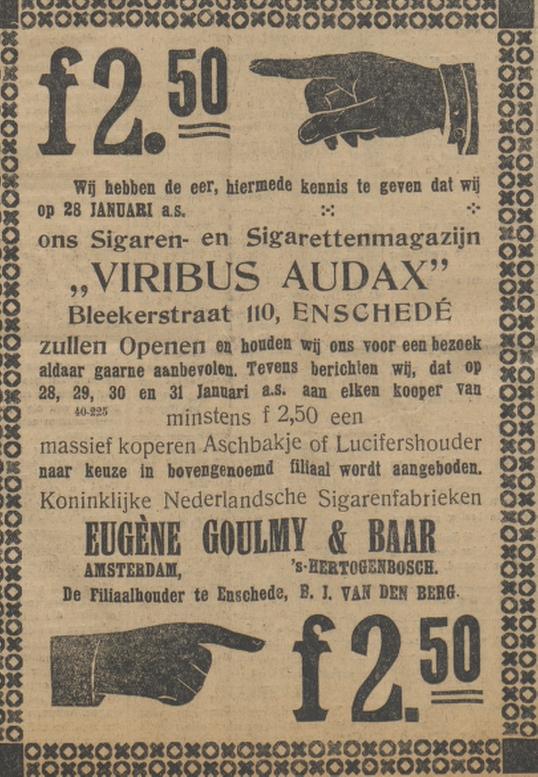 f 2.50
Wij hebben de eer, hiermede kennis te geven dat wij
op 28 JANUARI a.s.
ons Sigaren- en Sigarettenmagazijn
„VIRIBUS AUDAX”
Bleekerstraat 110, ENSCHEDÉ
zullen Openen en houden wij ons voor een bezoek
aldaar gaarne aanbevolen. Tevens berichten wij, dat op
28, 29, 30 en 31 Januari a.s. aan elken kooper van
40-225 minstens f 2,50 een
massief koperen Aschbakje of Lucifershouder
naar keuze in bovengenoemd filiaal wordt aangeboden.
Koninklijke Nederlandsche Sigarenfabrieken
EUGÈNE GOULMY & BAAR
AMSTERDAM, 's-HERTOGENBOSCH.
De Filiaalhouder te Enschede, B. J. VAN DEN BERG.
f 2.50